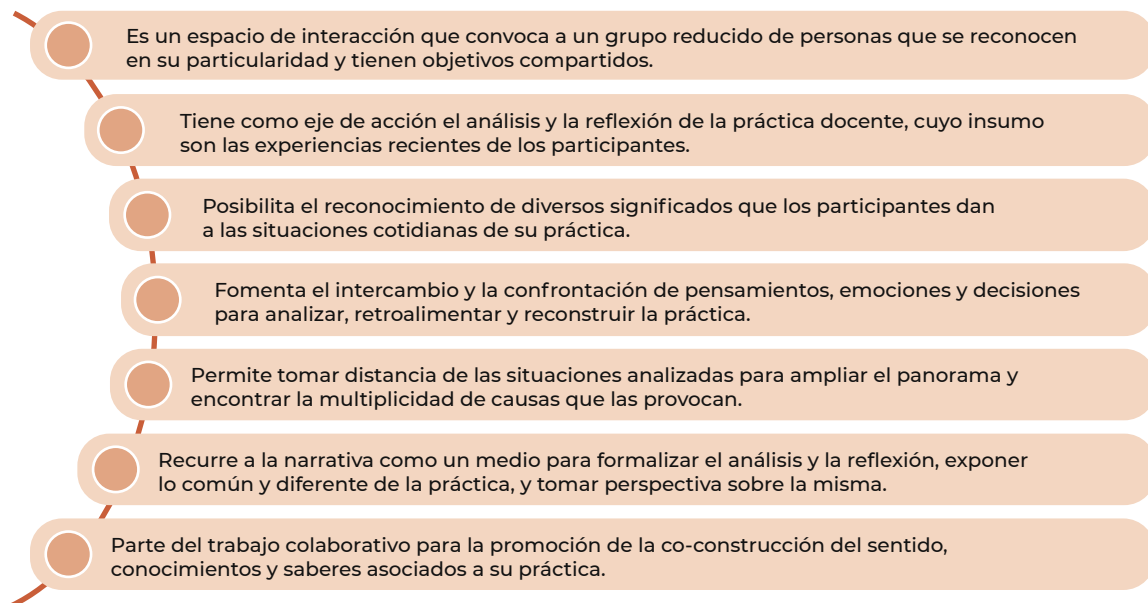 Es un espacio de interacción que convoca a un grupo reducido de personas que se reconocen
en su particularidad y tienen objetivos compartidos.
Tiene como eje de acción el análisis y la reflexión de la práctica docente, cuyo insumo
son las experiencias recientes de los participantes.
Posibilita el reconocimiento de diversos significados que los participantes dan
a las situaciones cotidianas de su práctica.
Fomenta el intercambio y la confrontación de pensamientos, emociones y decisiones
para analizar, retroalimentar y reconstruir la práctica.
Permite tomar distancia de las situaciones analizadas para ampliar el panorama y
encontrar la multiplicidad de causas que las provocan.
Recurre a la narrativa como un medio para formalizar el análisis y la reflexión, exponer
lo común y diferente de la práctica, y tomar perspectiva sobre la misma.
Parte del trabajo colaborativo para la promoción de la co-construcción del sentido,
conocimientos y saberes asociados a su práctica.